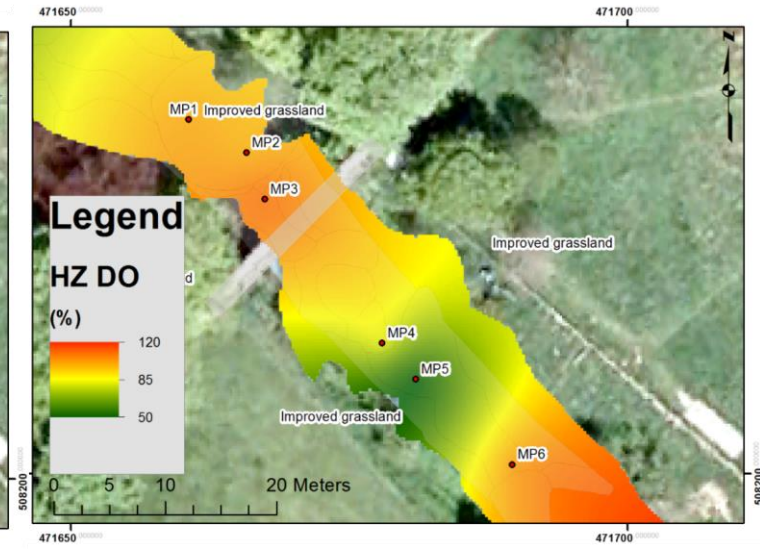 471650
471700
MP1
Improved grassland
MP2
MP3
Legend
HZ DO
d
(%)
120
85
50
Improved grassland
MP4
MP5
Improved grassland
MP6
0 5 10 20 Meters
508200
508200
471650
471700